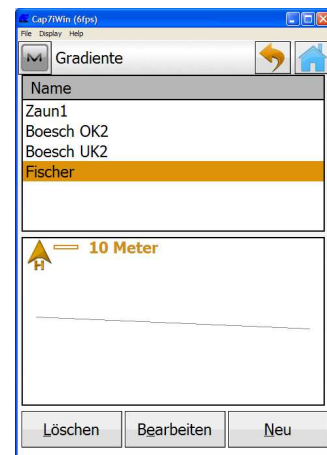 Cap7iWin (6fps)
File Display Help
M Gradiente
Name
Zaun1
Boesch OK2
Boesch UK2
Fischer
10 Meter
H
Löschen Bearbeiten Neu